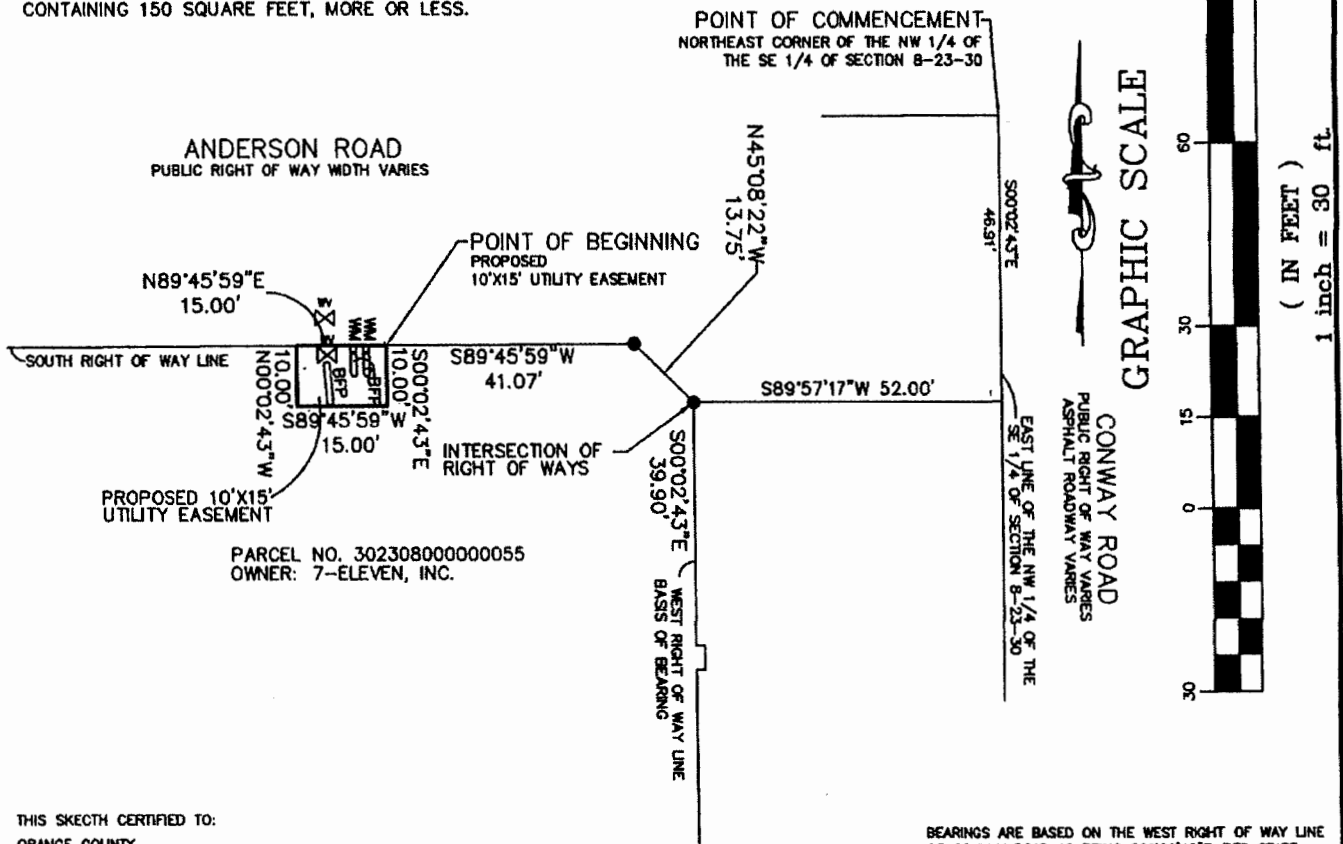 CONTAINING 150 SQUARE FEET, MORE OR LESS.
POINT OF COMMENCEMENT
NORTHEAST CORNER OF THE NW 1/4 OF
THE SE 1/4 OF SECTION 8-23-30
ANDERSON ROAD
PUBLIC RIGHT OF WAY WIDTH VARIES
N45°08'22"W
13.75'
S00°02'43"E
46.91'
POINT OF BEGINNING
PROPOSED
10'X15' UTILITY EASEMENT
N89°45'59"E
15.00'
WV
WM
WM
SOUTH RIGHT OF WAY LINE
10.00'
N00°02'43"W
BFP
BFP
10.00'
S00°02'43"E
S89°45'59"W
41.07'
S89°45'59"W
15.00'
S89°57'17"W 52.00'
INTERSECTION OF
RIGHT OF WAYS
S00°02'43"E
39.90'
PROPOSED 10'X15'
UTILITY EASEMENT
PARCEL NO. 302308000000055
OWNER: 7-ELEVEN, INC.
WEST RIGHT OF WAY LINE
BASIS OF BEARING
EAST LINE OF THE NW 1/4 OF THE
SE 1/4 OF SECTION 8-23-30
CONWAY ROAD
PUBLIC RIGHT OF WAY VARIES
ASPHALT ROADWAY VARIES
GRAPHIC SCALE
60
30
15
0
30
( IN FEET )
1 inch = 30 ft.
THIS SKECTH CERTIFIED TO:
ORANGE COUNTY
BEARINGS ARE BASED ON THE WEST RIGHT OF WAY LINE